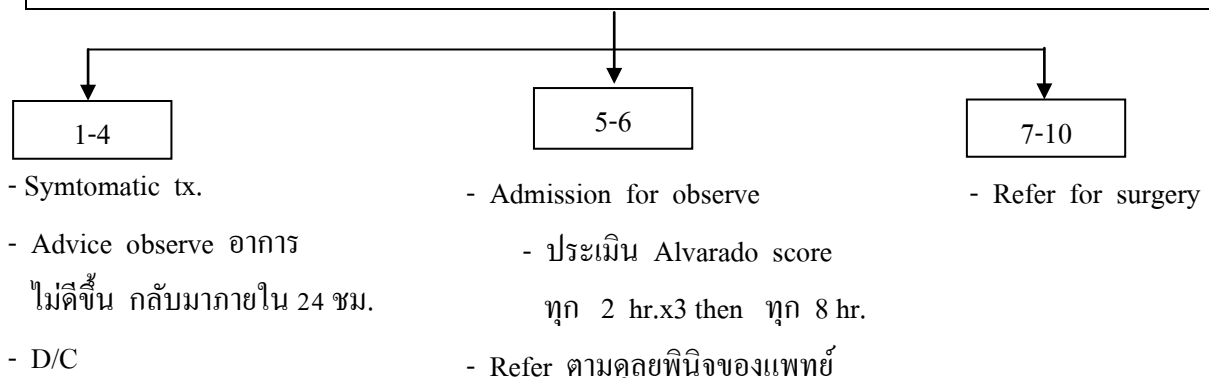 1-4
- Symtomatic tx.
- Advice observe อาการ
ไม่ดีขึ้น กลับมาภายใน 24 ชม.
- D/C
5-6
- Admission for observe
- ประเมิน Alvarado score
ทุก 2 hr.x3 then ทุก 8 hr.
- Refer ตามดุลยพินิจของแพทย์
7-10
- Refer for surgery